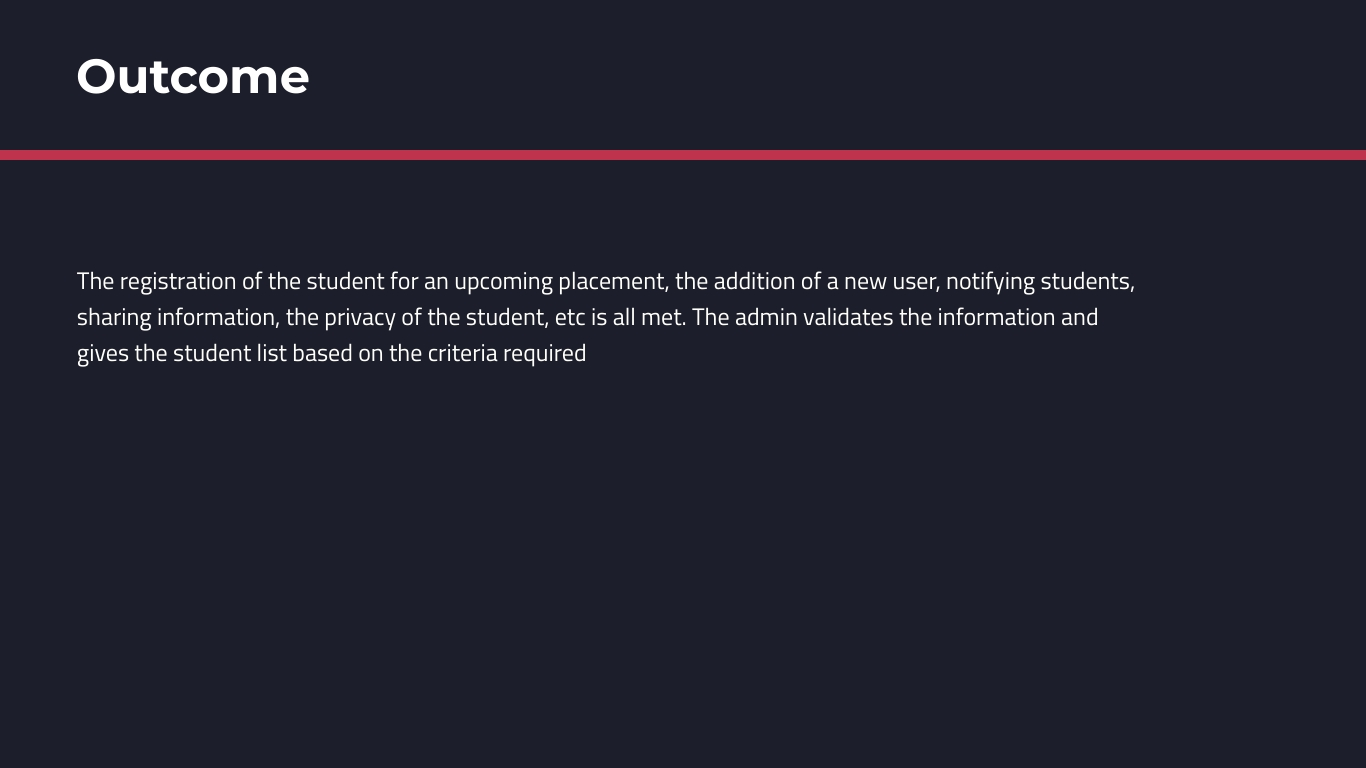 Outcome
The registration of the student for an upcoming placement, the addition of a new user, notifying students,
sharing information, the privacy of the student, etc is all met. The admin validates the information and
gives the student list based on the criteria required